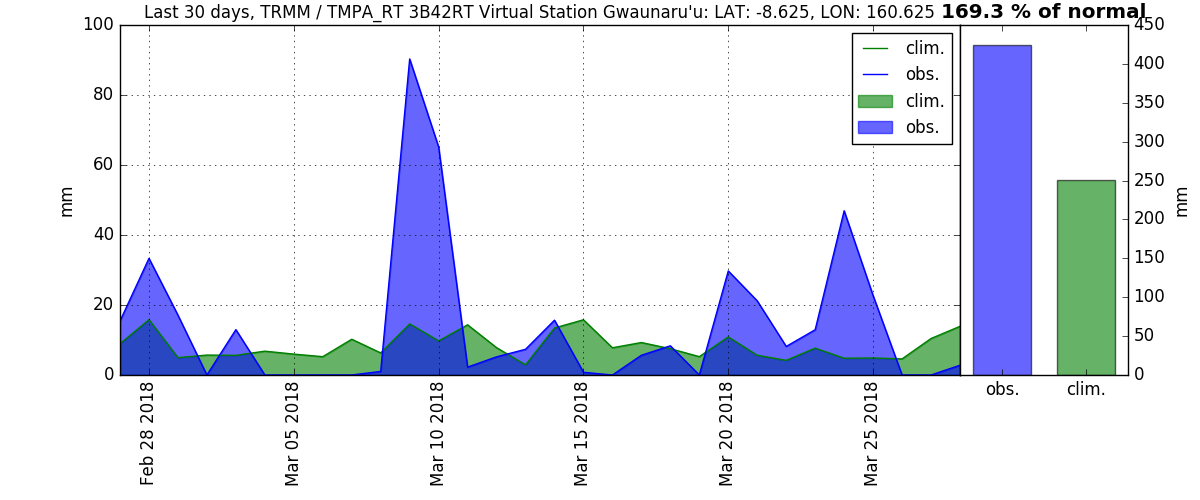 Last 30 days, TRMM / TMPA_RT 3B42RT Virtual Station Gwaunaru'u: LAT: -8.625, LON: 160.625 169.3 % of normal
100
80
60
40
20
0
mm
clim.
obs.
clim.
obs.
Feb 28 2018
Mar 05 2018
Mar 10 2018
Mar 15 2018
Mar 20 2018
Mar 25 2018
450
400
350
300
250
200
150
100
50
0
mm
obs.
clim.